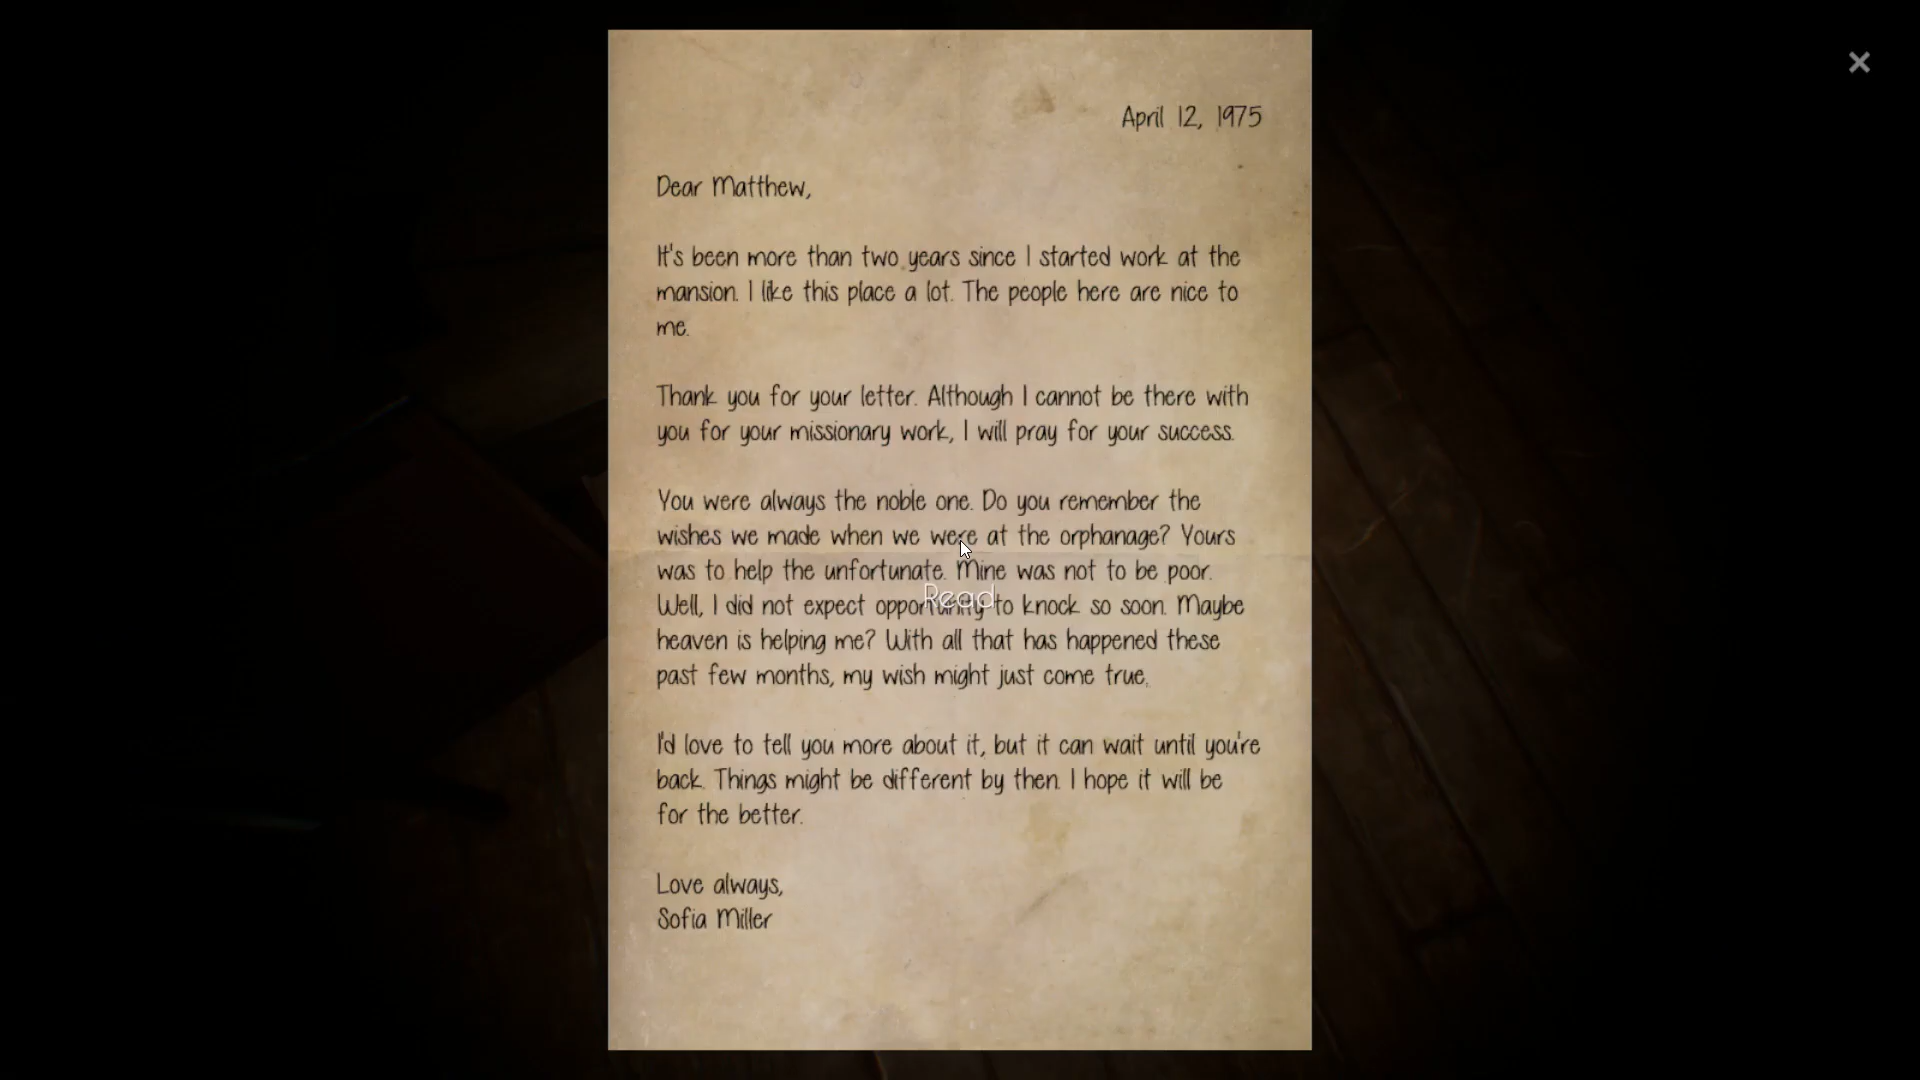 April 12, 1975
Dear Matthew,
It's been more than two years since I started work at the
mansion. I like this place a lot. The people here are nice to
me.
Thank you for your letter. Although I cannot be there with
you for your missionary work, I will pray for your success.
You were always the noble one. Do you remember the
wishes we made when we were at the orphanage? Yours
was to help the unfortunate. Mine was not to be poor.
Well, I did not expect opportunity to knock so soon. Maybe
heaven is helping me? With all that has happened these
past few months, my wish might just come true.
I'd love to tell you more about it, but it can wait until you're
back. Things might be different by then. I hope it will be
for the better.
Love always,
Sofia Miller
Read